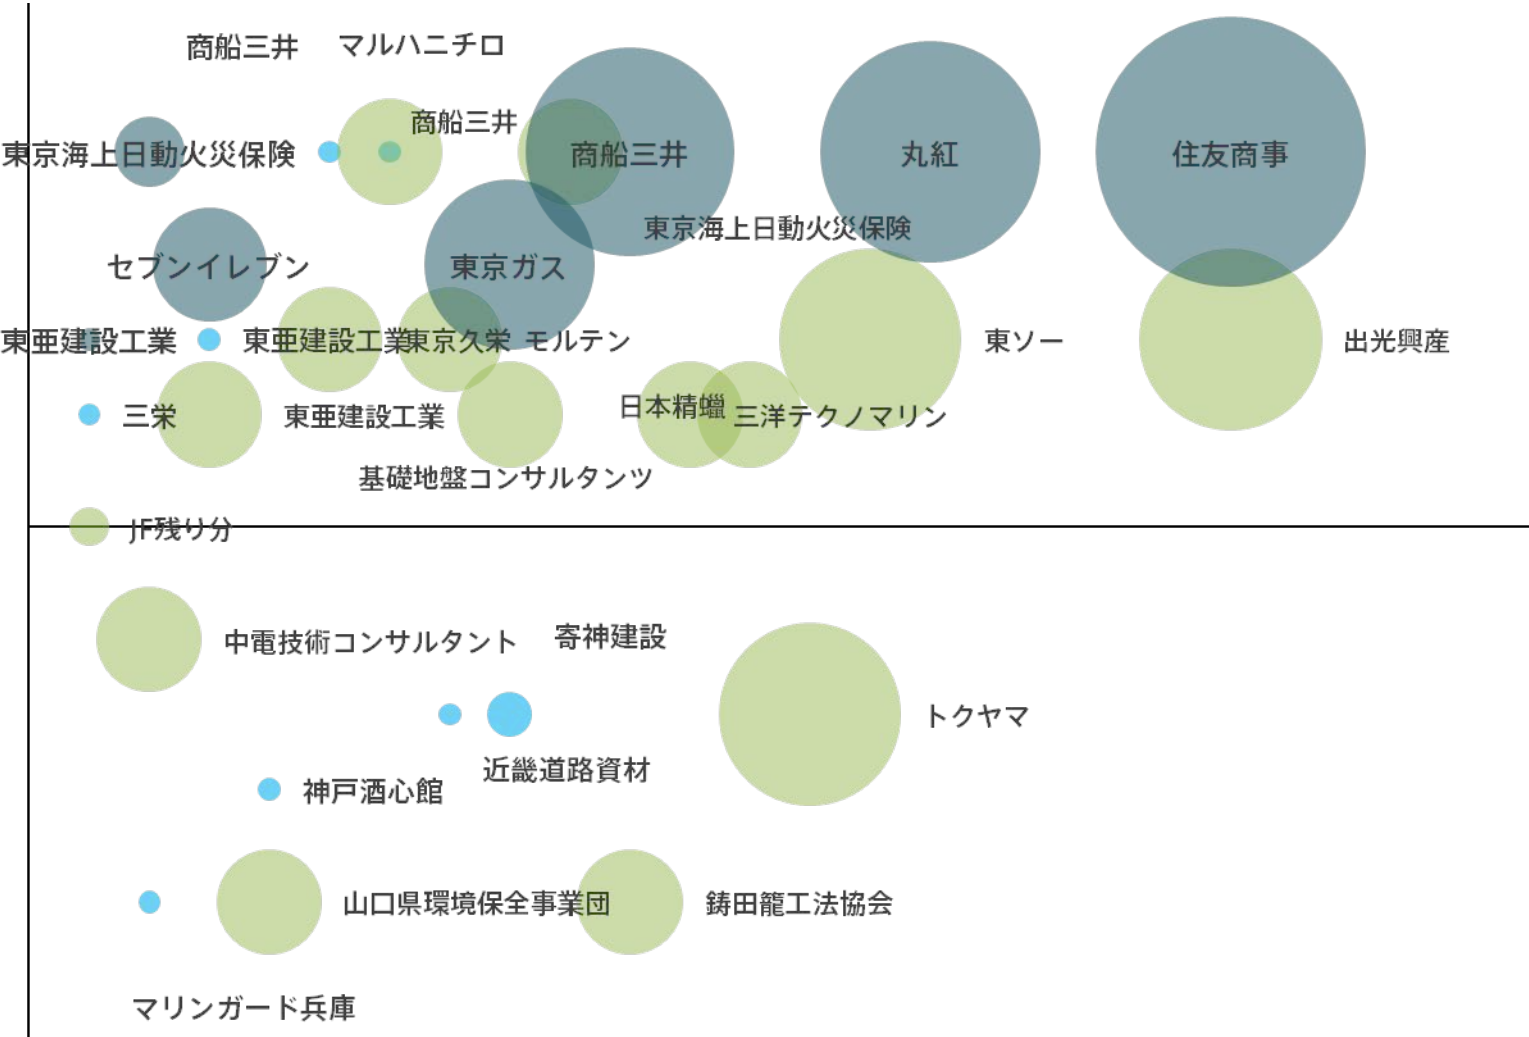 商船三井
マルハニチロ
商船三井
東京海上日動火災保険
商船三井
丸紅
住友商事
東京海上日動火災保険
セブンイレブン
東京ガス
東亜建設工業
東亜建設工業
東京久栄
モルテン
東ソー
出光興産
三栄
東亜建設工業
日本精蠟
三洋テクノマリン
基礎地盤コンサルタンツ
JF残り分
中電技術コンサルタント
寄神建設
トクヤマ
近畿道路資材
神戸酒心館
山口県環境保全事業団
鋳田籠工法協会
マリンガード兵庫